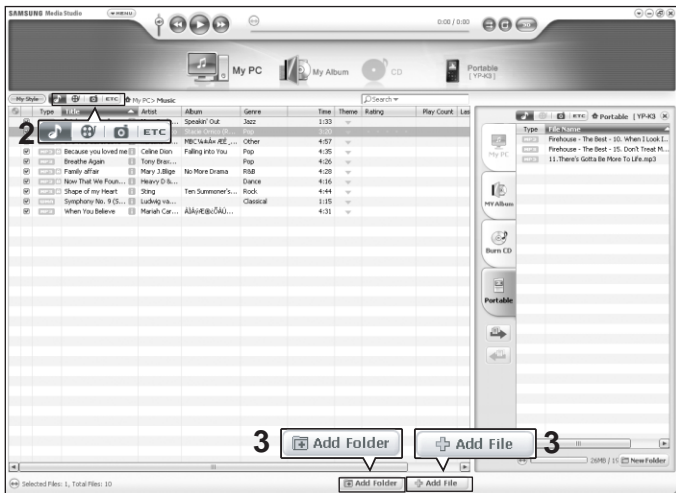 SAMSUNG Media Studio MENU
0:00 / 0:00
My PC My Album CD Portable [YP-K3]
My Style ETC My PC> Music Search
ETC Portable [YP-K3]
Type Title Artist Album Genre Time Theme Rating Play Count
Type File Name
2 ETC
Speakin' Out Jazz 1:33
Pop 3:20
Other 4:57
Because you loved me Celine Dion Falling into You Pop 4:35
Breathe Again Tony Brax... Pop 4:26
Family affair Mary J.Blige No More Drama R&B 4:28
Now That We Foun... Heavy D &... Dance 4:16
Shape of my Heart Sting Ten Summoner's... Rock 4:44
Symphony No. 9 (S... Ludwig va... Classical 1:15
When You Believe Mariah Car... 4:31
Firehouse - The Best - 10. When I Look I...
Firehouse - The Best - 15. Don't Treat M...
11.There's Gotta Be More To Life.mp3
My PC
MY Album
Burn CD
Portable
3 Add Folder Add File 3
26MB / New Folder
Selected Files: 1, Total Files: 10 Add Folder Add File